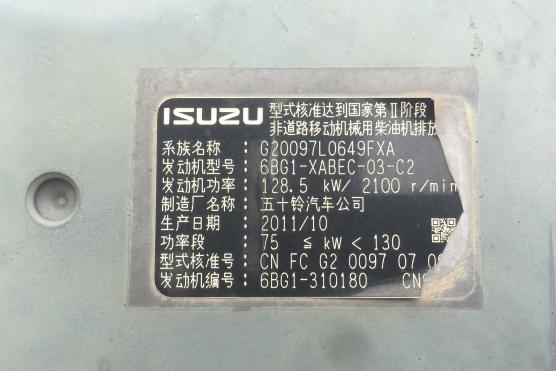 ISUZU 型式核准达到国家第Ⅱ阶段
非道路移动机械用柴油机排放
系族名称 : G20097L0649FXA
发动机型号 : 6BG1-XABEC-03-C2
发动机功率 : 128.5 kW/ 2100 r/min
制造厂名称 : 五十铃汽车公司
生产日期 : 2011/10
功率段 : 75 ≤ kW < 130
型式核准号 : CN FC G2 0097 07
发动机编号 : 6BG1-310180